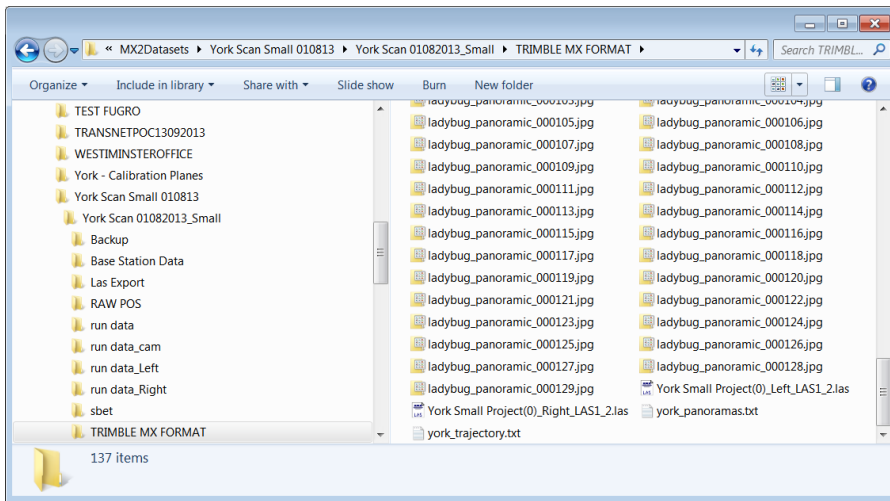 « MX2Datasets ▸ York Scan Small 010813 ▸ York Scan 01082013_Small ▸ TRIMBLE MX FORMAT ▸
Search TRIMBL...
Organize ▾ Include in library ▾ Share with ▾ Slide show Burn New folder
TEST FUGRO
TRANSNETPOC13092013
WESTIMINSTEROFFICE
York - Calibration Planes
York Scan Small 010813
York Scan 01082013_Small
Backup
Base Station Data
Las Export
RAW POS
run data
run data_cam
run data_Left
run data_Right
sbet
TRIMBLE MX FORMAT
ladybug_panoramic_000103.jpg ladybug_panoramic_000104.jpg
ladybug_panoramic_000105.jpg ladybug_panoramic_000106.jpg
ladybug_panoramic_000107.jpg ladybug_panoramic_000108.jpg
ladybug_panoramic_000109.jpg ladybug_panoramic_000110.jpg
ladybug_panoramic_000111.jpg ladybug_panoramic_000112.jpg
ladybug_panoramic_000113.jpg ladybug_panoramic_000114.jpg
ladybug_panoramic_000115.jpg ladybug_panoramic_000116.jpg
ladybug_panoramic_000117.jpg ladybug_panoramic_000118.jpg
ladybug_panoramic_000119.jpg ladybug_panoramic_000120.jpg
ladybug_panoramic_000121.jpg ladybug_panoramic_000122.jpg
ladybug_panoramic_000123.jpg ladybug_panoramic_000124.jpg
ladybug_panoramic_000125.jpg ladybug_panoramic_000126.jpg
ladybug_panoramic_000127.jpg ladybug_panoramic_000128.jpg
ladybug_panoramic_000129.jpg York Small Project(0)_Left_LAS1_2.las
York Small Project(0)_Right_LAS1_2.las york_panoramas.txt
york_trajectory.txt
137 items